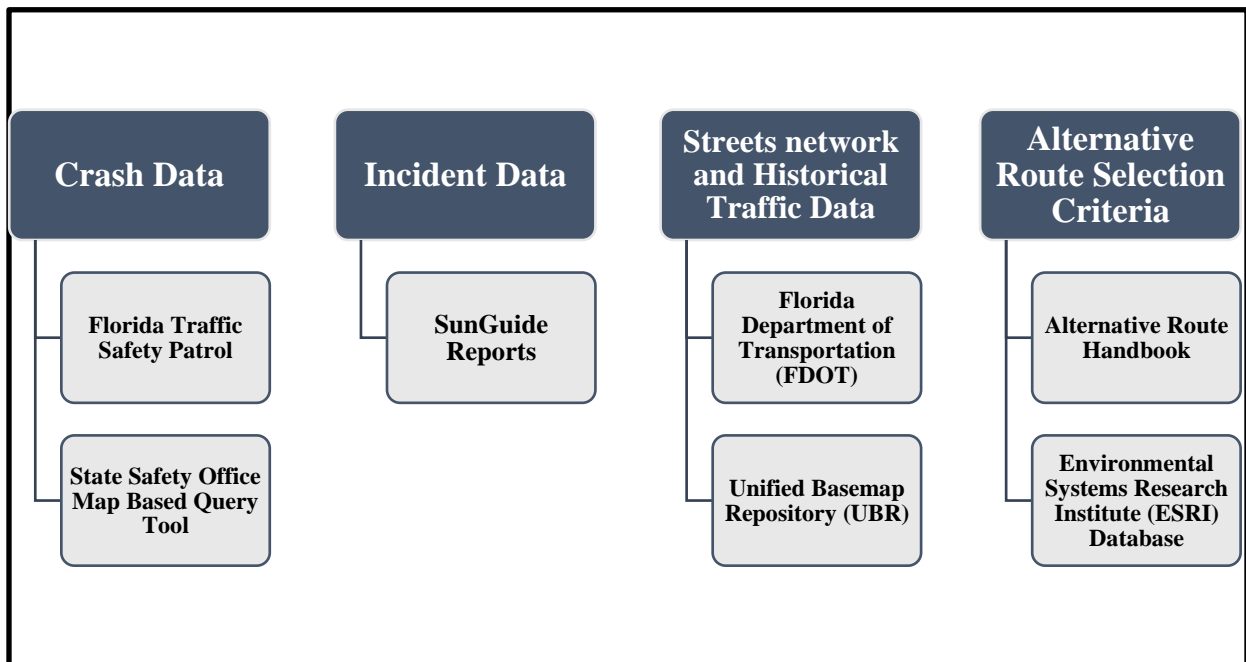 Crash Data
Florida Traffic
Safety Patrol
State Safety Office
Map Based Query
Tool
Incident Data
SunGuide
Reports
Streets network
and Historical
Traffic Data
Florida
Department of
Transportation
(FDOT)
Unified Basemap
Repository (UBR)
Alternative
Route Selection
Criteria
Alternative Route
Handbook
Environmental
Systems Research
Institute (ESRI)
Database